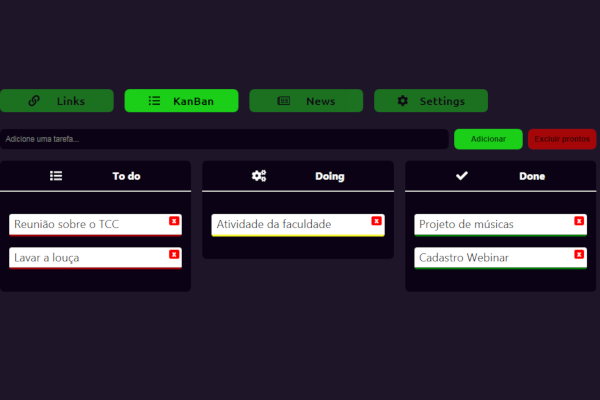 Links
KanBan
News
Settings
Adicione uma tarefa...
Adicionar
Excluir prontos
To do
Doing
Done
Reunião sobre o TCC
x
Atividade da faculdade
x
Projeto de músicas
x
Lavar a louça
x
Cadastro Webinar
x